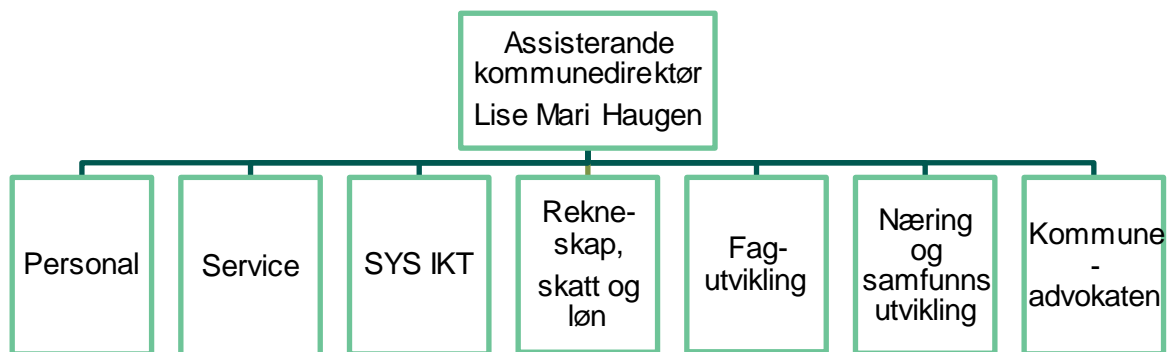 Assisterande
kommunedirektør
Lise Mari Haugen
Personal
Service
SYS IKT
Rekne-
skap,
skatt og
løn
Fag-
utvikling
Næring
og
samfunns
utvikling
Kommune
-
advokaten